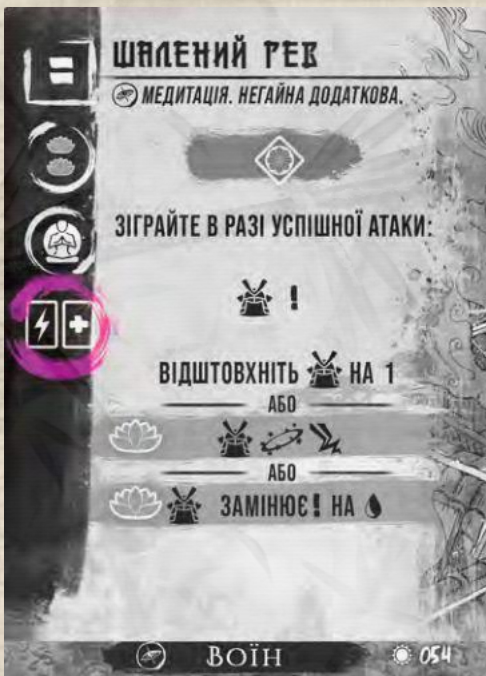 ШАЛЕНИЙ РЕВ
МЕДИТАЦІЯ. НЕГАЙНА ДОДАТКОВА.
ЗІГРАЙТЕ В РАЗІ УСПІШНОЇ АТАКИ:
!
ВІДШТОВХНІТЬ НА 1
АБО
АБО
ЗАМІНЮЄ ! НА
ВОЇН 054